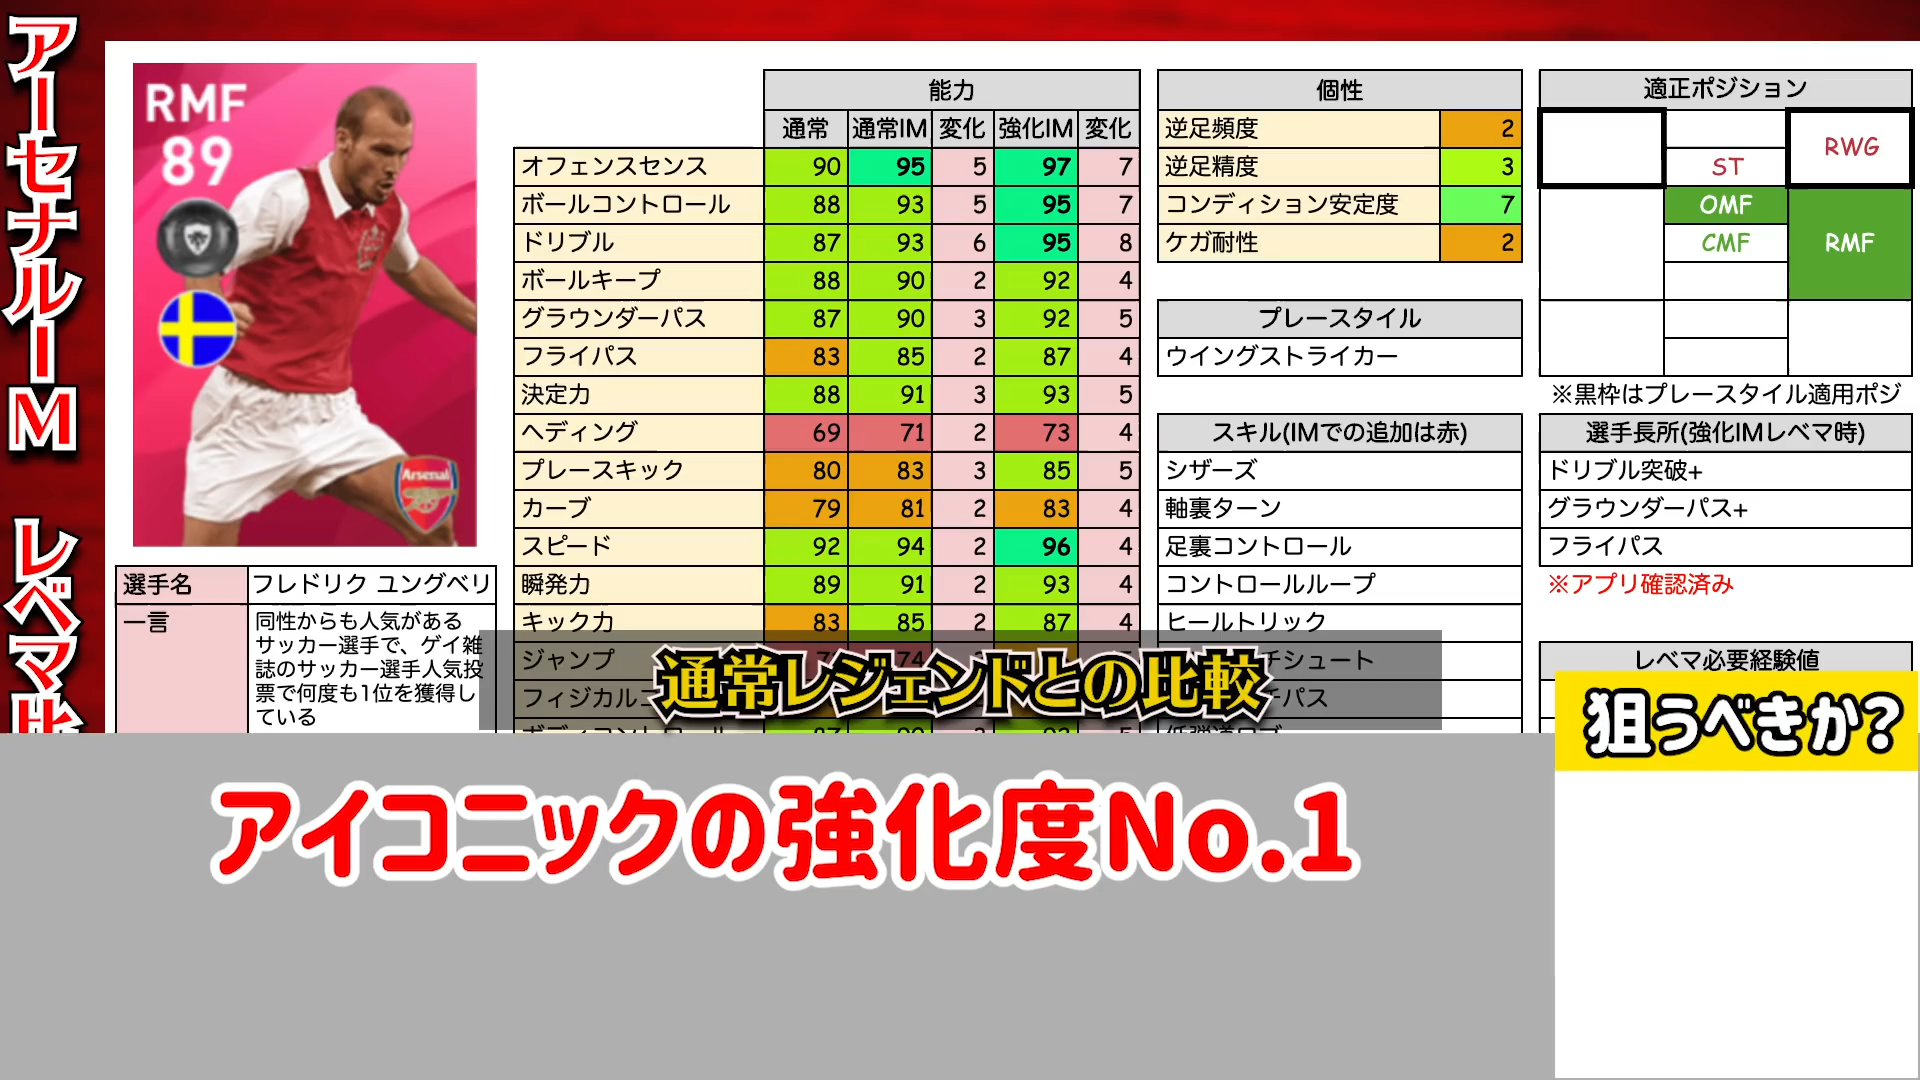 アーセナルIM レベマ比
RMF
89
Arsenal
選手名 フレドリク ユングベリ
一言 同性からも人気がある
サッカー選手で、ゲイ雑
誌のサッカー選手人気投
票で何度も1位を獲得し
ている
能力
通常 通常IM 変化 強化IM 変化
オフェンスセンス 90 95 5 97 7
ボールコントロール 88 93 5 95 7
ドリブル 87 93 6 95 8
ボールキープ 88 90 2 92 4
グラウンダーパス 87 90 3 92 5
フライパス 83 85 2 87 4
決定力 88 91 3 93 5
ヘディング 69 71 2 73 4
プレースキック 80 83 3 85 5
カーブ 79 81 2 83 4
スピード 92 94 2 96 4
瞬発力 89 91 2 93 4
キック力 83 85 2 87 4
ジャンプ 74
フィジカルコ
個性
逆足頻度 2
逆足精度 3
コンディション安定度 7
ケガ耐性 2
プレースタイル
ウイングストライカー
スキル(IMでの追加は赤)
シザーズ
軸裏ターン
足裏コントロール
コントロールループ
ヒールトリック
チシュート
チパス
適正ポジション
RWG
ST
OMF
CMF
RMF
※黒枠はプレースタイル適用ポジ
選手長所(強化IMレベマ時)
ドリブル突破+
グラウンダーパス+
フライパス
※アプリ確認済み
レベマ必要経験値
通常レジェンドとの比較
狙うべきか?
アイコニックの強化度No.1